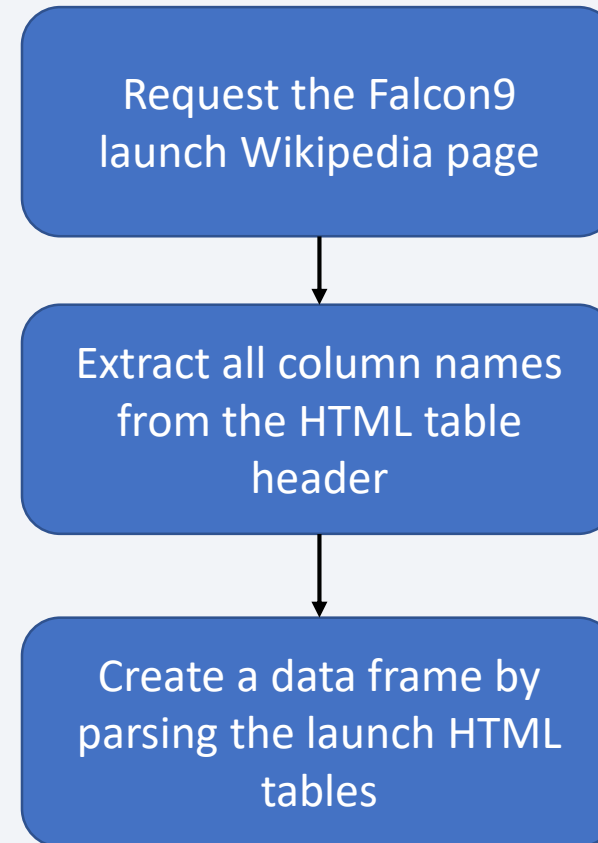 Request the Falcon9
launch Wikipedia page
Extract all column names
from the HTML table
header
Create a data frame by
parsing the launch HTML
tables